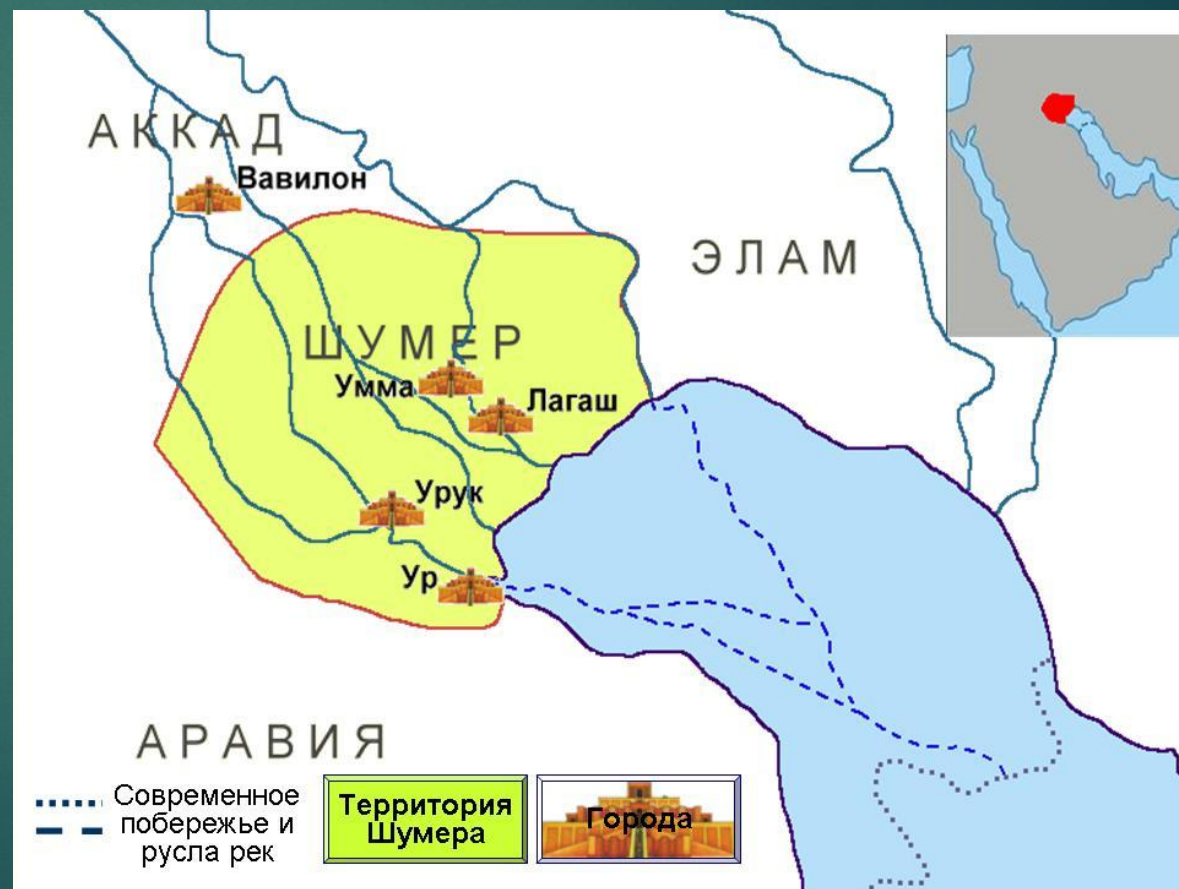 АККАД
Вавилон
ЭЛАМ
ШУМЕР
Умма
Лагаш
Урук
Ур
АРАВИЯ
Современное
побережье и
русла рек
Территория
Шумера
Города